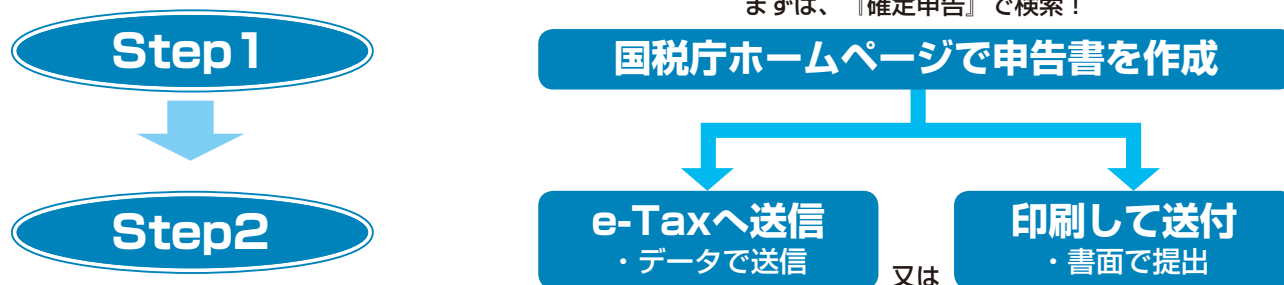 まずは、『確定申告』で検索！
Step1
国税庁ホームページで申告書を作成
Step2
e-Taxへ送信
・データで送信
又は
印刷して送付
・書面で提出